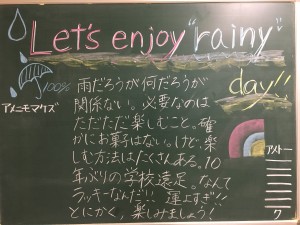 Let's enjoy "rainy"
day!!
100%
アメニモマケズ
雨だろうが何だろうが
関係ない。必要なのは
ただただ楽しむこと。確
かにお菓子はない。けど、楽
しむ方法はたくさんある。10
年ぶりの学校遠足。なんて
ラッキーなんだ!! 運よすぎ!!
とにかく、楽しみましょう!